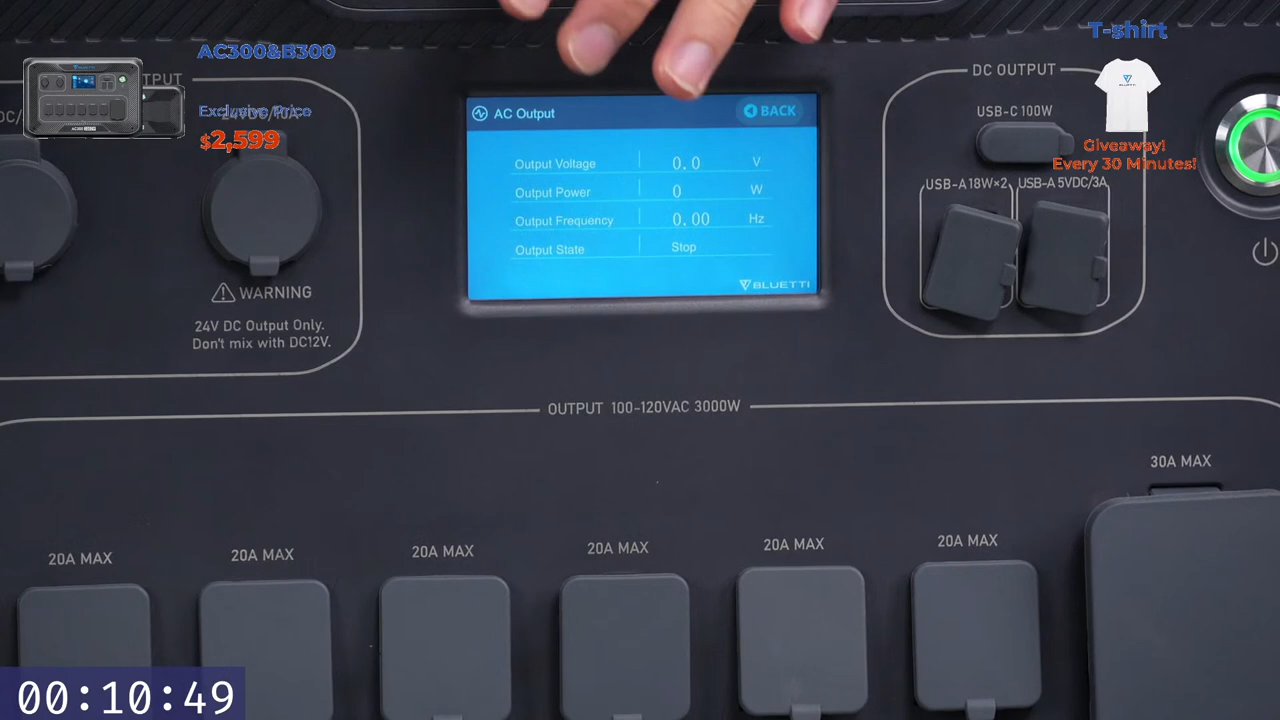 AC300&B300
Exclusive Price
$2,599
T-shirt
BLUETTI
Giveaway!
Every 30 Minutes!
AC Output
BACK
Output Voltage 0.0 V
Output Power 0 W
Output Frequency 0.00 Hz
Output State Stop
BLUETTI
DC OUTPUT
USB-C 100W
USB-A 18W×2
USB-A 5VDC/3A
WARNING
24V DC Output Only.
Don't mix with DC12V.
OUTPUT 100-120VAC 3000W
30A MAX
20A MAX
20A MAX
20A MAX
20A MAX
20A MAX
20A MAX
00:10:49